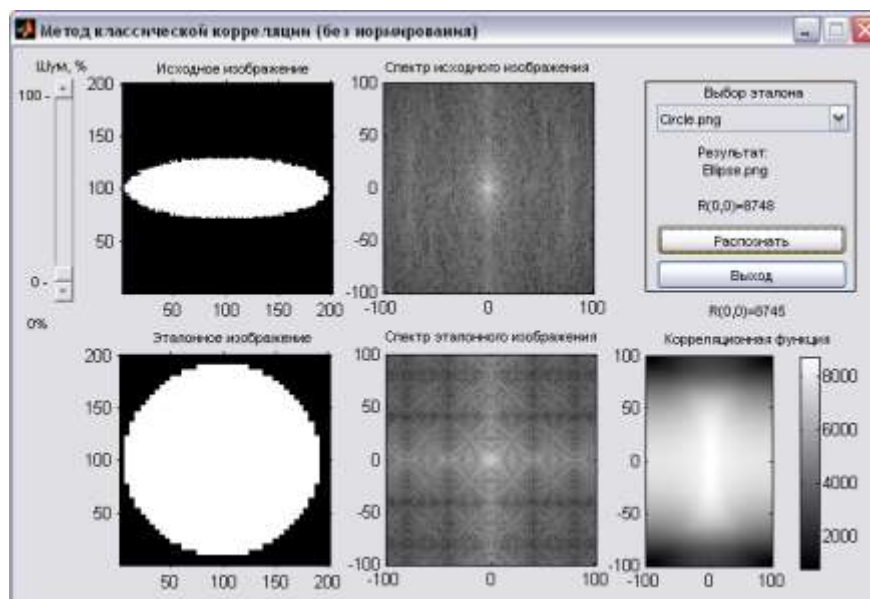 Метод классической корреляции (без нормирования)
Шум, %
100 -
0 -
0%
Исходное изображение
200
150
100
50
50 100 150 200
Спектр исходного изображения
100
50
0
-50
-100
-100 0 100
Выбор эталона
Circle.png
Результат:
Ellipse.png
R(0,0)=8748
Распознать
Выход
R(0,0)=8745
Эталонное изображение
200
150
100
50
50 100 150 200
Спектр эталонного изображения
100
50
0
-50
-100
-100 0 100
Корреляционная функция
100
50
0
-50
-100
-100 0 100
8000
6000
4000
2000